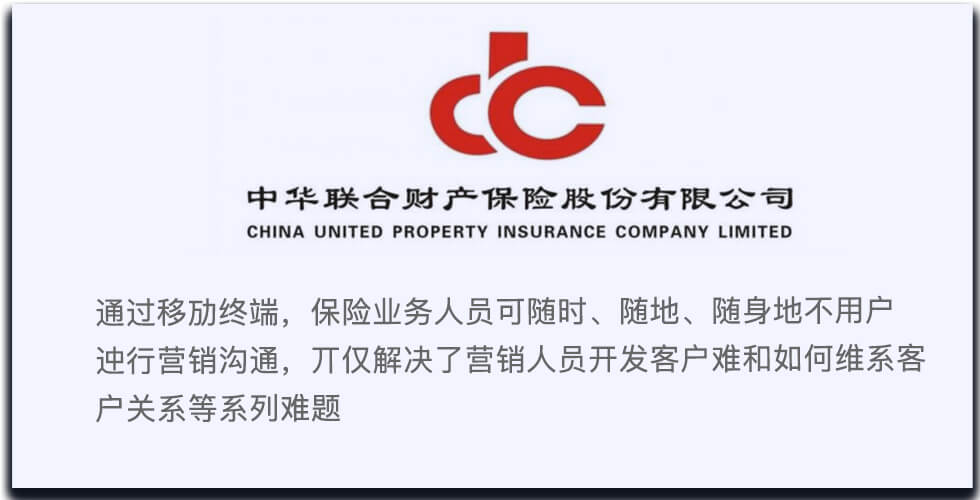 中华联合财产保险股份有限公司
CHINA UNITED PROPERTY INSURANCE COMPANY LIMITED
通过移劢终端，保险业务人员可随时、随地、随身地不用户
迚行营销沟通，丌仅解决了营销人员开发客户难和如何维系客
户关系等系列难题